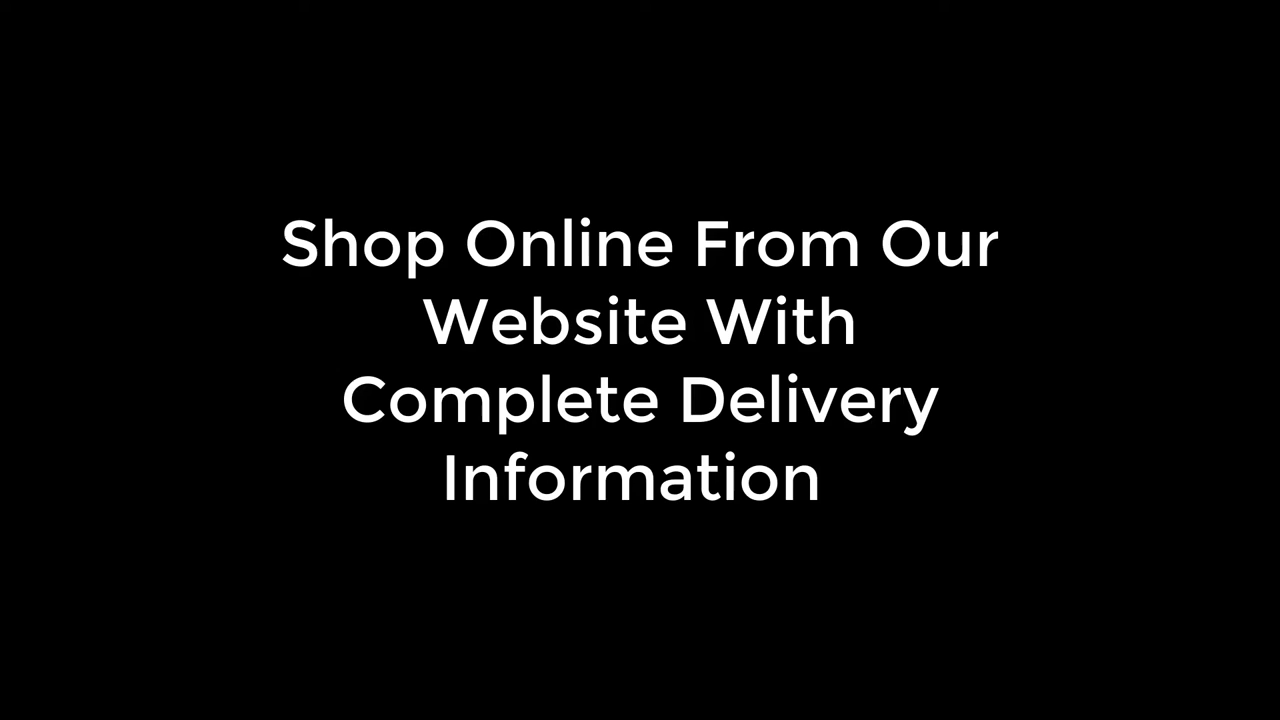 Shop Online From Our
Website With
Complete Delivery
Information